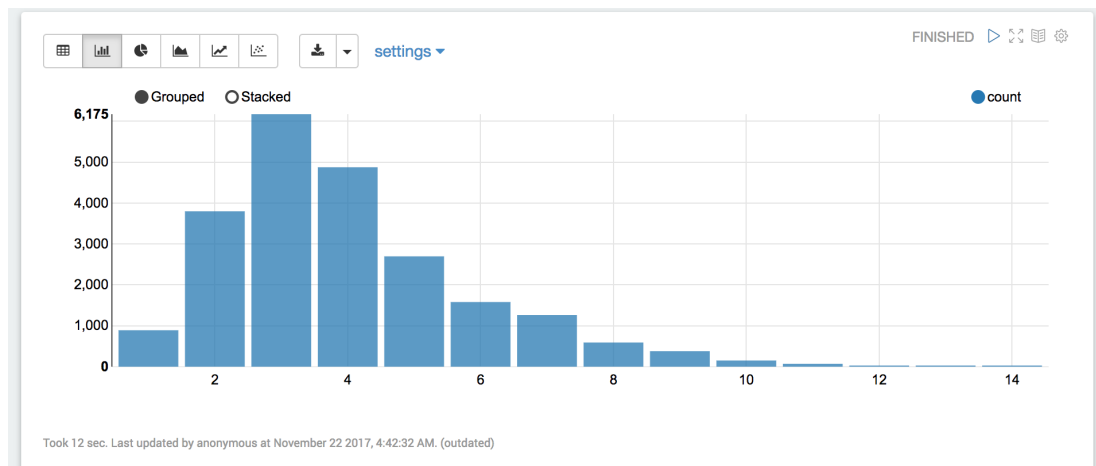 settings
FINISHED
Grouped Stacked
count
6,175
5,000
4,000
3,000
2,000
1,000
0
2 4 6 8 10 12 14
Took 12 sec. Last updated by anonymous at November 22 2017, 4:42:32 AM. (outdated)